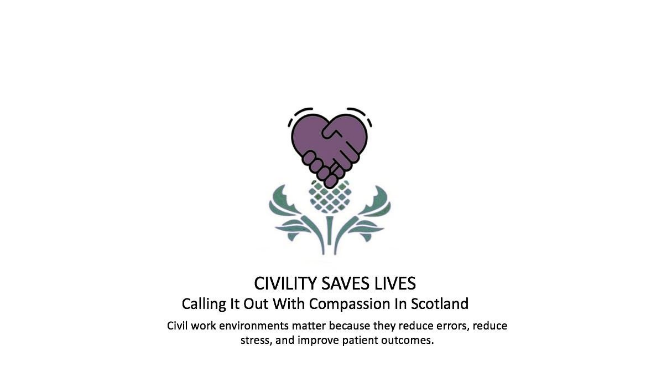 CIVILITY SAVES LIVES
Calling It Out With Compassion In Scotland
Civil work environments matter because they reduce errors, reduce
stress, and improve patient outcomes.